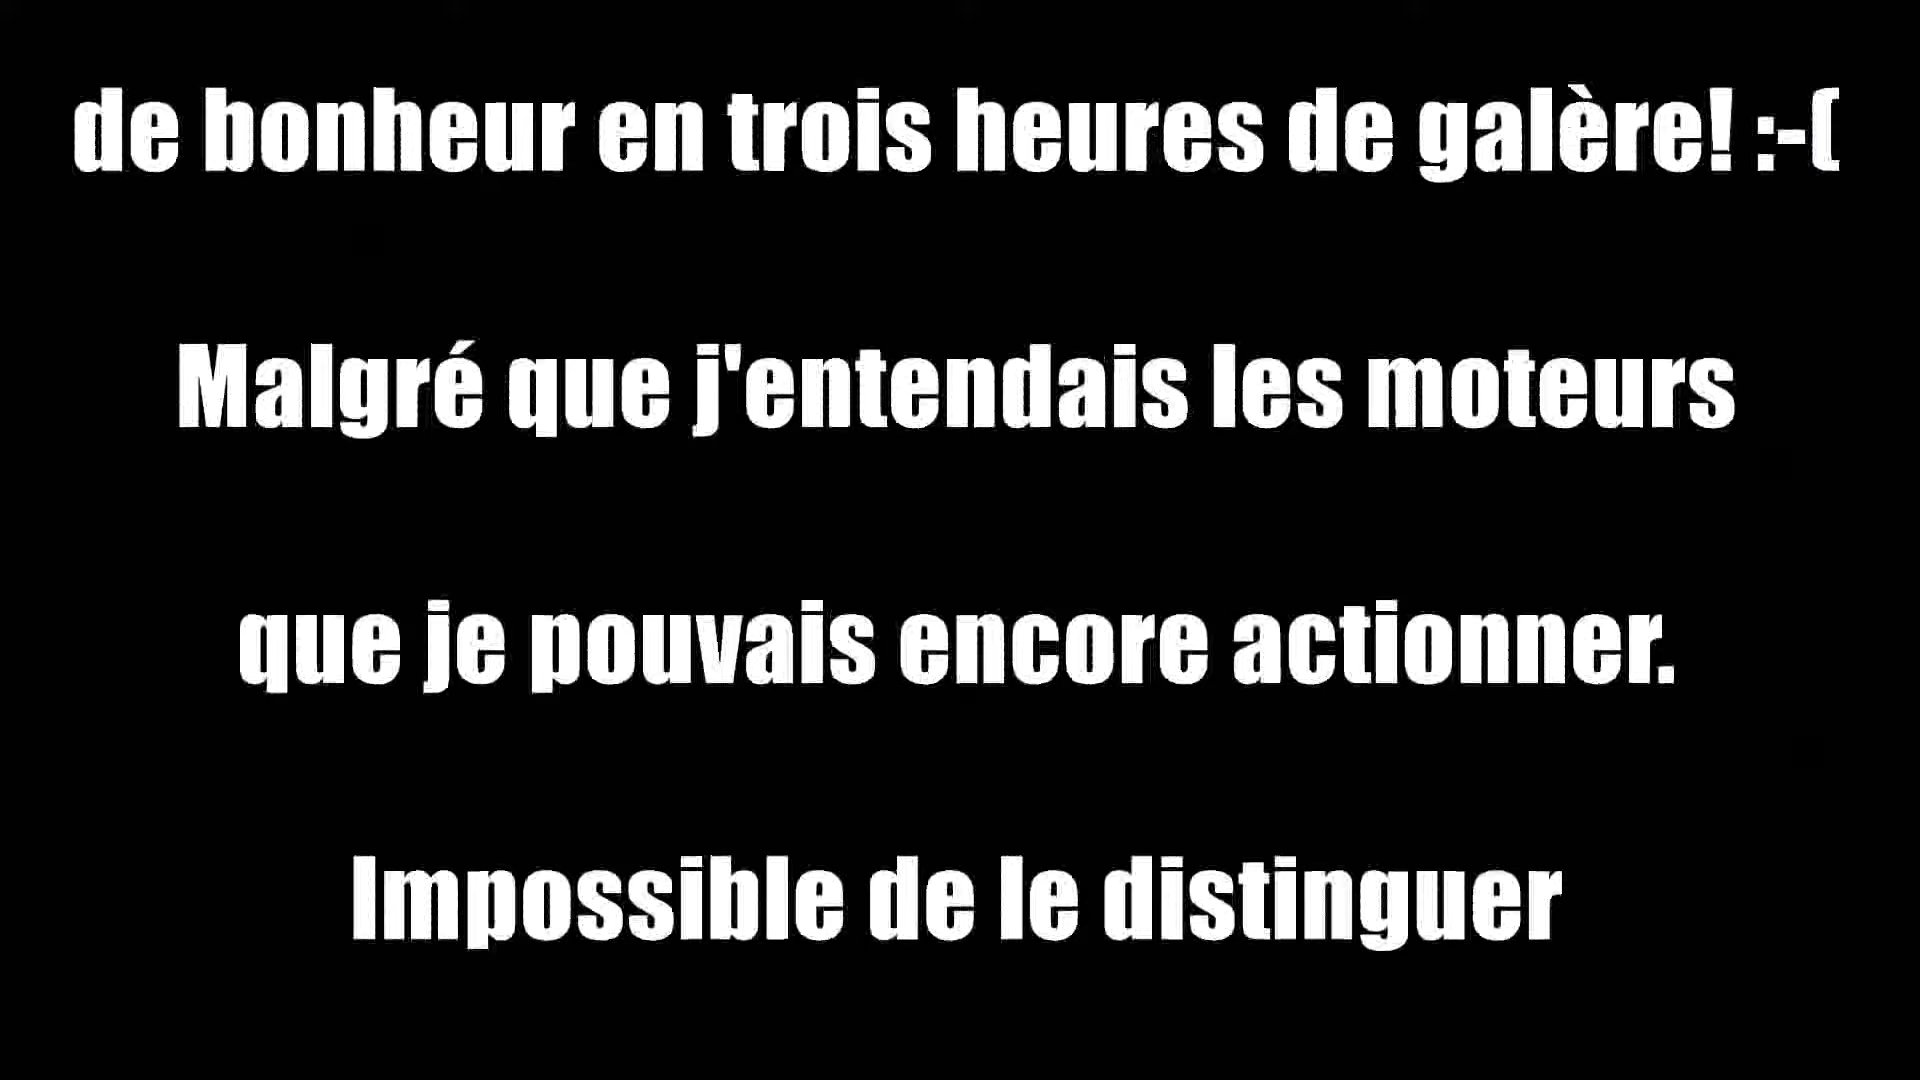 de bonheur en trois heures de galère! :-(
Malgré que j'entendais les moteurs
que je pouvais encore actionner.
Impossible de le distinguer